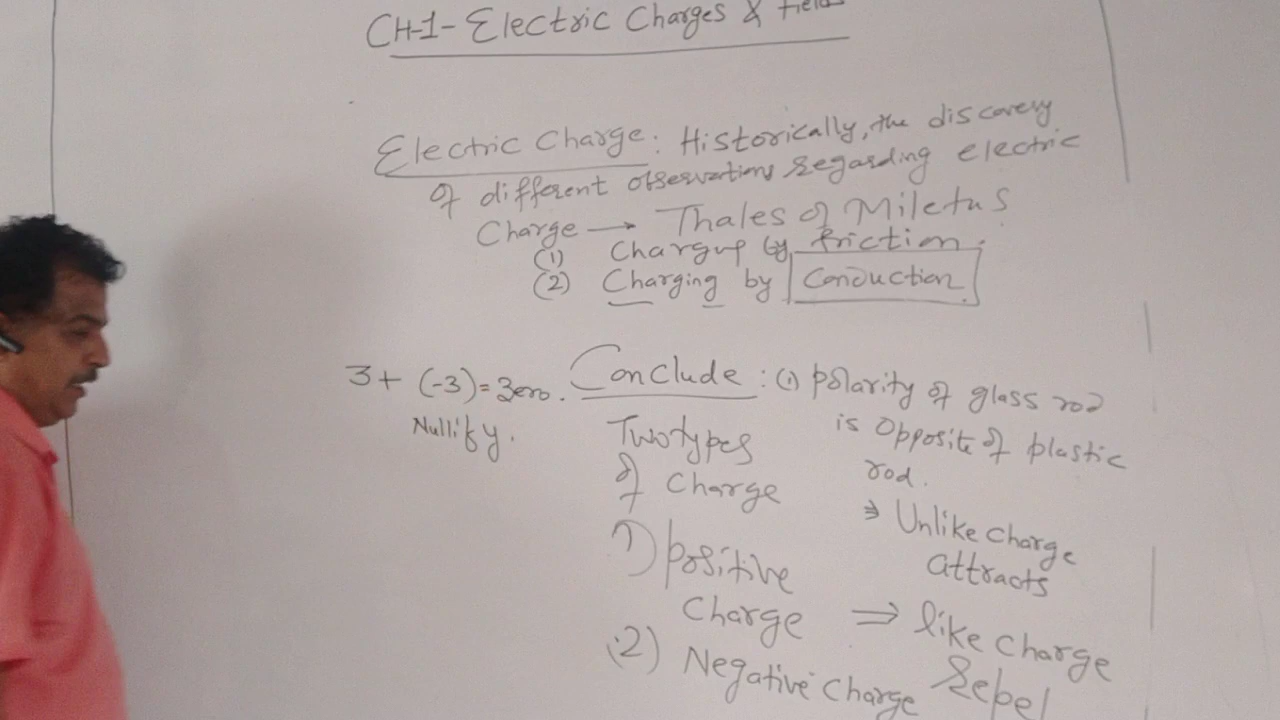 CH-1- Electric Charges & Field
Electric Charge: Historically, the discovery
of different observations regarding electric
Charge → Thales of Miletus
(1) Charging by friction.
(2) Charging by Conduction.
3+ (-3)= Zero.
Nullify.
Conclude : (1) polarity of glass rod
is Opposite of plastic
rod.
⇒ Unlike charge
attracts
⇒ like charge
Repel
Two types
of Charge
1) positive
Charge
(2) Negative Charge